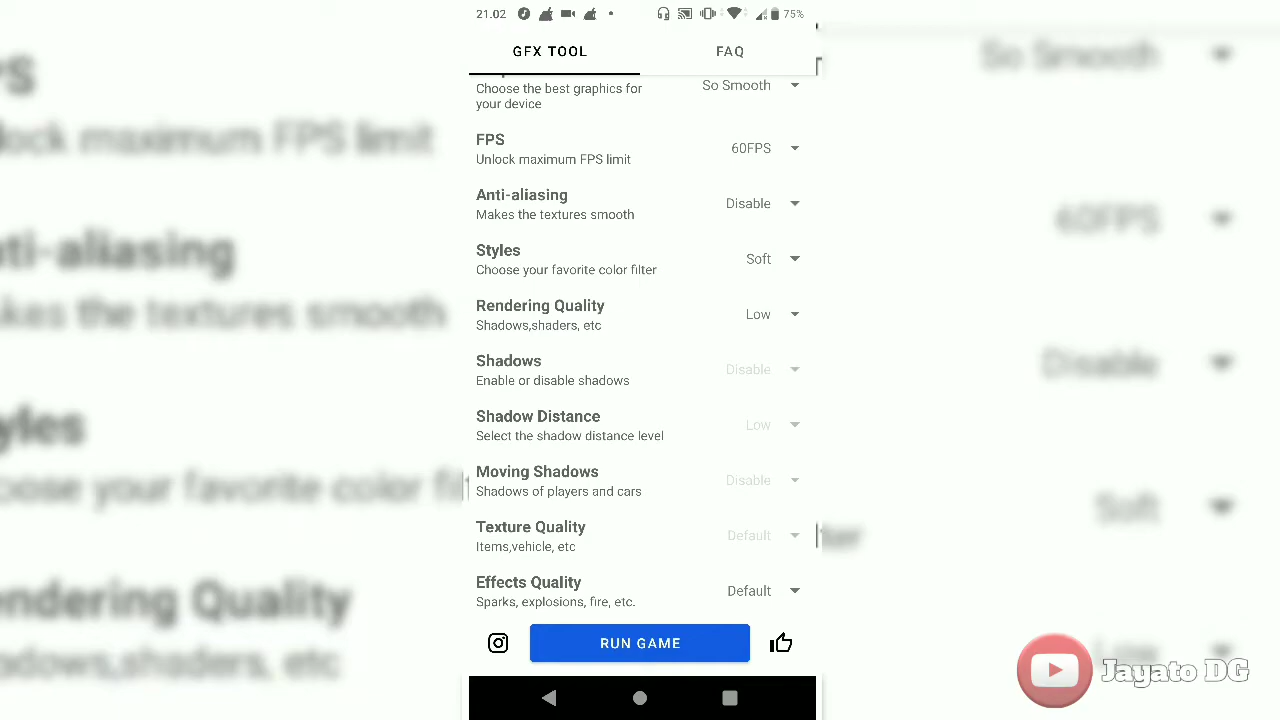 21.02 75%
GFX TOOL FAQ
Choose the best graphics for
your device
So Smooth
FPS
Unlock maximum FPS limit
60FPS
Anti-aliasing
Makes the textures smooth
Disable
Styles
Choose your favorite color filter
Soft
Rendering Quality
Shadows,shaders, etc
Low
Shadows
Enable or disable shadows
Disable
Shadow Distance
Select the shadow distance level
Low
Moving Shadows
Shadows of players and cars
Disable
Texture Quality
Items,vehicle, etc
Default
Effects Quality
Sparks, explosions, fire, etc.
Default
RUN GAME
Jayato DG